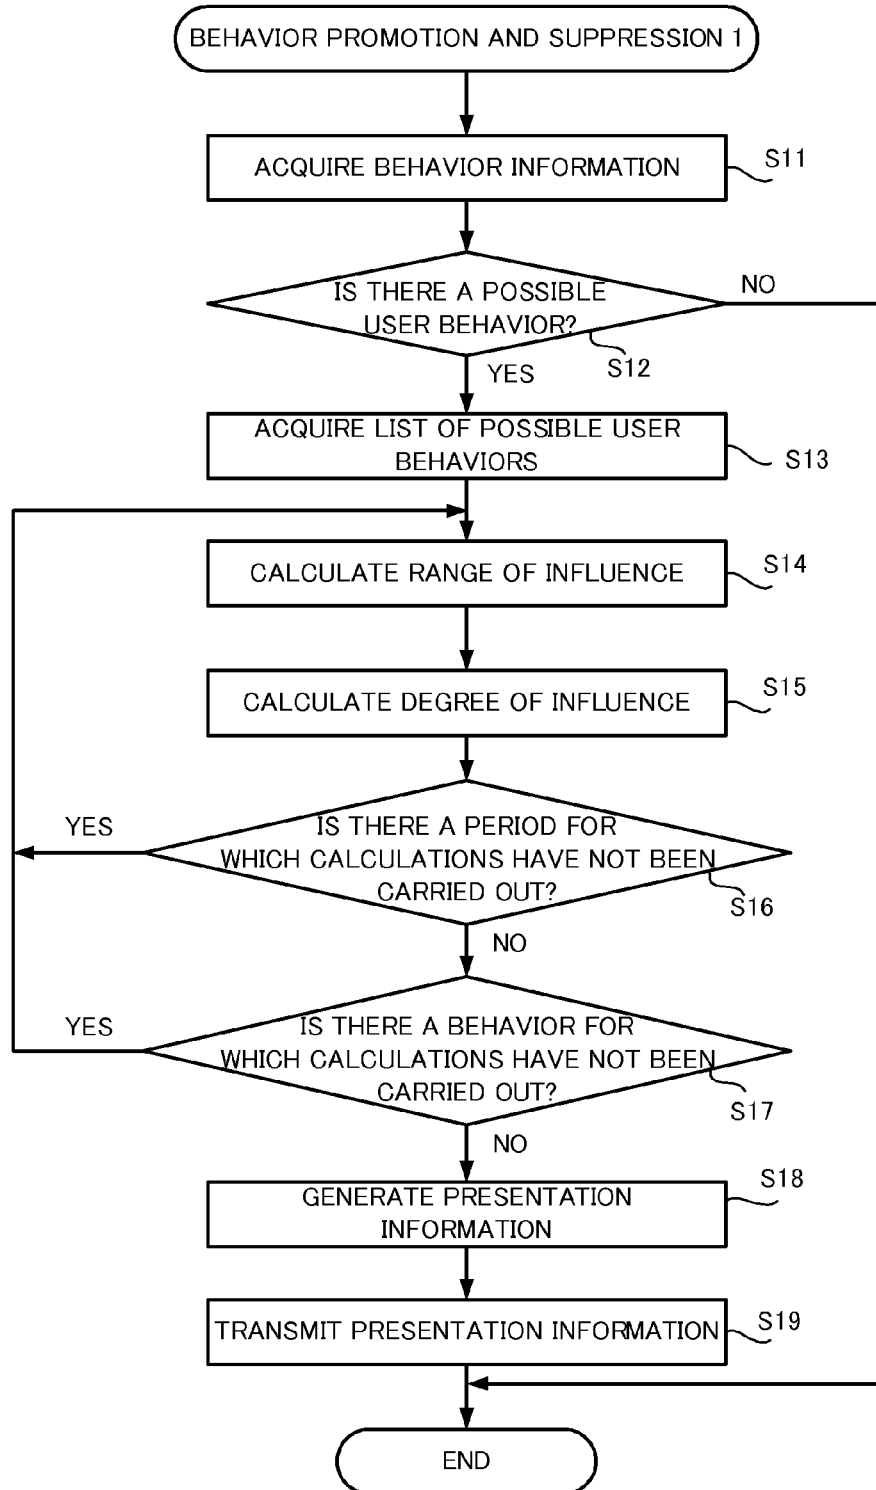 BEHAVIOR PROMOTION AND SUPPRESSION 1
ACQUIRE BEHAVIOR INFORMATION
S11
IS THERE A POSSIBLE
USER BEHAVIOR?
NO
S12
YES
ACQUIRE LIST OF POSSIBLE USER
BEHAVIORS
S13
CALCULATE RANGE OF INFLUENCE
S14
CALCULATE DEGREE OF INFLUENCE
S15
YES
IS THERE A PERIOD FOR
WHICH CALCULATIONS HAVE NOT BEEN
CARRIED OUT?
S16
NO
YES
IS THERE A BEHAVIOR FOR
WHICH CALCULATIONS HAVE NOT BEEN
CARRIED OUT?
S17
NO
GENERATE PRESENTATION
INFORMATION
S18
TRANSMIT PRESENTATION INFORMATION
S19
END